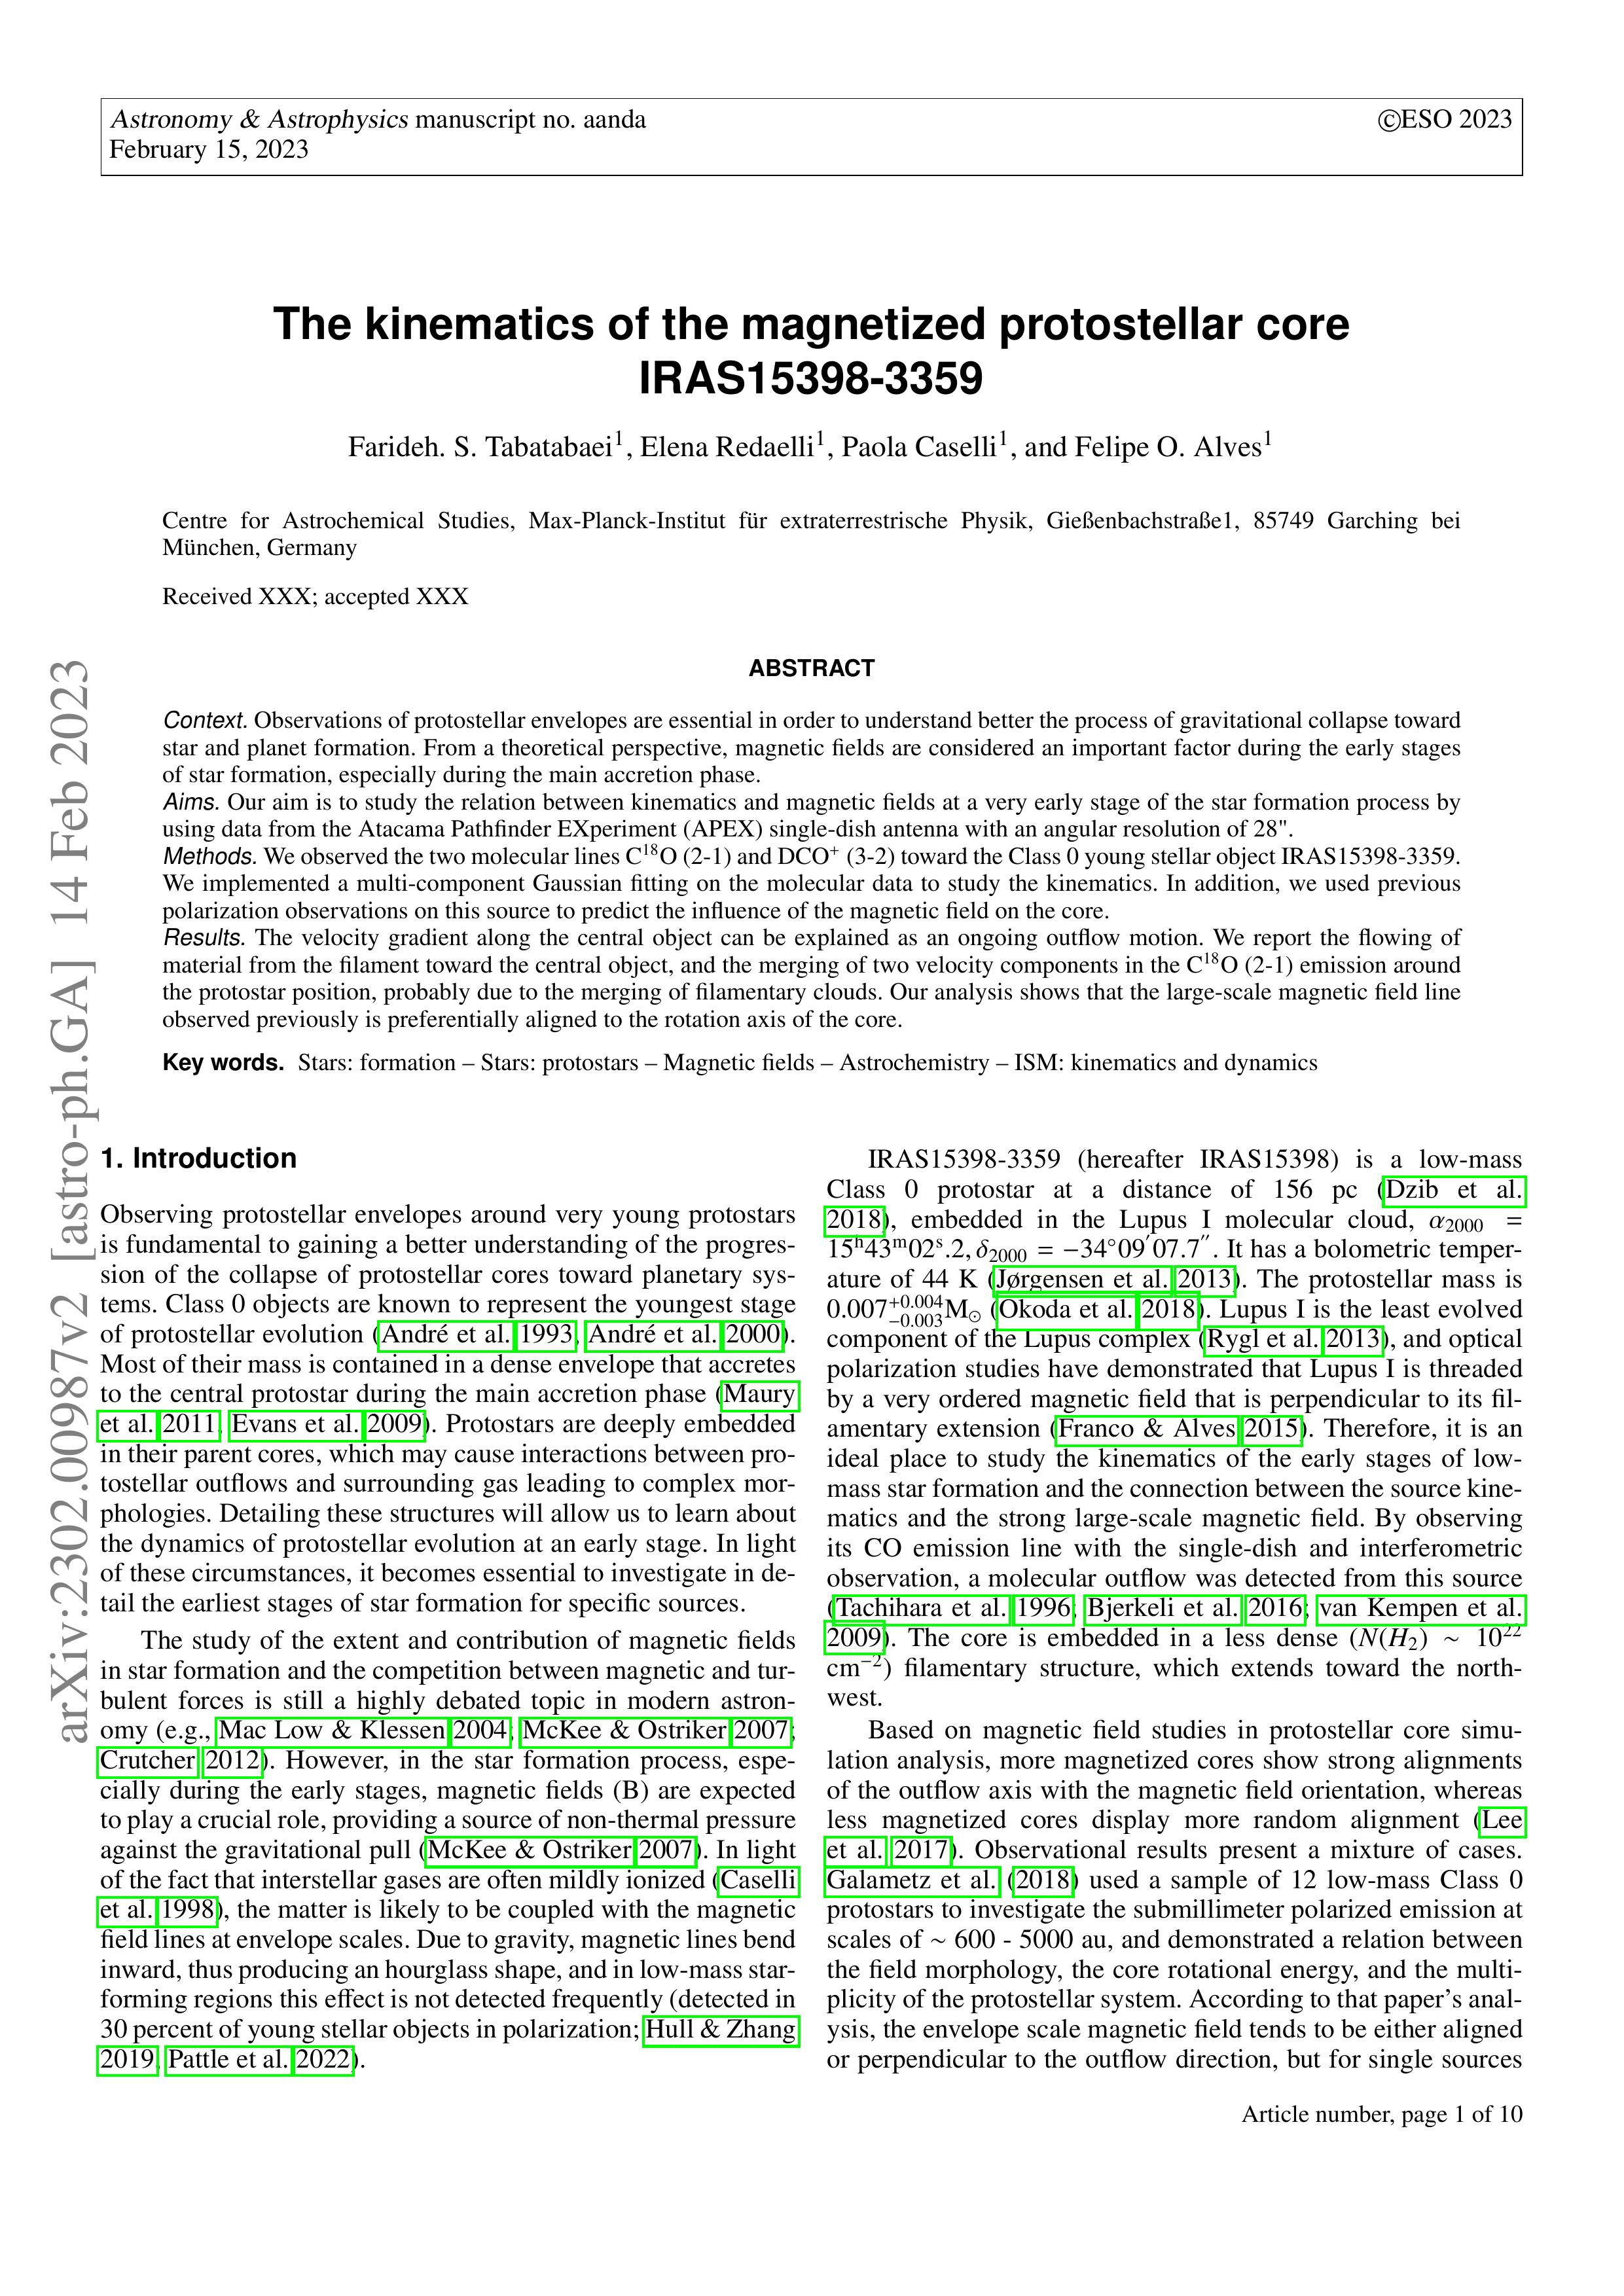 Astronomy & Astrophysics manuscript no. aanda
©ESO 2023
February 15, 2023
The kinematics of the magnetized protostellar core
IRAS15398-3359
Farideh. S. Tabatabaei¹, Elena Redaelli¹, Paola Caselli¹, and Felipe O. Alves¹
Centre for Astrochemical Studies, Max-Planck-Institut für extraterrestrische Physik, Gießenbachstraße1, 85749 Garching bei
München, Germany
Received XXX; accepted XXX
ABSTRACT
Context. Observations of protostellar envelopes are essential in order to understand better the process of gravitational collapse toward
star and planet formation. From a theoretical perspective, magnetic fields are considered an important factor during the early stages
of star formation, especially during the main accretion phase.
Aims. Our aim is to study the relation between kinematics and magnetic fields at a very early stage of the star formation process by
using data from the Atacama Pathfinder EXperiment (APEX) single-dish antenna with an angular resolution of 28".
Methods. We observed the two molecular lines C¹⁸O (2-1) and DCO⁺ (3-2) toward the Class 0 young stellar object IRAS15398-3359.
We implemented a multi-component Gaussian fitting on the molecular data to study the kinematics. In addition, we used previous
polarization observations on this source to predict the influence of the magnetic field on the core.
Results. The velocity gradient along the central object can be explained as an ongoing outflow motion. We report the flowing of
material from the filament toward the central object, and the merging of two velocity components in the C¹⁸O (2-1) emission around
the protostar position, probably due to the merging of filamentary clouds. Our analysis shows that the large-scale magnetic field line
observed previously is preferentially aligned to the rotation axis of the core.
Key words. Stars: formation – Stars: protostars – Magnetic fields – Astrochemistry – ISM: kinematics and dynamics
arXiv:2302.00987v2 [astro-ph.GA] 14 Feb 2023
1. Introduction
Observing protostellar envelopes around very young protostars
is fundamental to gaining a better understanding of the progres-
sion of the collapse of protostellar cores toward planetary sys-
tems. Class 0 objects are known to represent the youngest stage
of protostellar evolution (André et al. 1993, André et al. 2000).
Most of their mass is contained in a dense envelope that accretes
to the central protostar during the main accretion phase (Maury
et al. 2011, Evans et al. 2009). Protostars are deeply embedded
in their parent cores, which may cause interactions between pro-
tostellar outflows and surrounding gas leading to complex mor-
phologies. Detailing these structures will allow us to learn about
the dynamics of protostellar evolution at an early stage. In light
of these circumstances, it becomes essential to investigate in de-
tail the earliest stages of star formation for specific sources.
The study of the extent and contribution of magnetic fields
in star formation and the competition between magnetic and tur-
bulent forces is still a highly debated topic in modern astron-
omy (e.g., Mac Low & Klessen 2004; McKee & Ostriker 2007;
Crutcher 2012). However, in the star formation process, espe-
cially during the early stages, magnetic fields (B) are expected
to play a crucial role, providing a source of non-thermal pressure
against the gravitational pull (McKee & Ostriker 2007). In light
of the fact that interstellar gases are often mildly ionized (Caselli
et al. 1998), the matter is likely to be coupled with the magnetic
field lines at envelope scales. Due to gravity, magnetic lines bend
inward, thus producing an hourglass shape, and in low-mass star-
forming regions this effect is not detected frequently (detected in
30 percent of young stellar objects in polarization; Hull & Zhang
2019, Pattle et al. 2022).
IRAS15398-3359 (hereafter IRAS15398) is a low-mass
Class 0 protostar at a distance of 156 pc (Dzib et al.
2018), embedded in the Lupus I molecular cloud, α₂₀₀₀ =
15ʰ43ᵐ02ˢ.2, δ₂₀₀₀ = −34°09′07.7″. It has a bolometric temper-
ature of 44 K (Jørgensen et al. 2013). The protostellar mass is
0.007+0.004−0.003M⊙ (Okoda et al. 2018). Lupus I is the least evolved
component of the Lupus complex (Rygl et al. 2013), and optical
polarization studies have demonstrated that Lupus I is threaded
by a very ordered magnetic field that is perpendicular to its fil-
amentary extension (Franco & Alves 2015). Therefore, it is an
ideal place to study the kinematics of the early stages of low-
mass star formation and the connection between the source kine-
matics and the strong large-scale magnetic field. By observing
its CO emission line with the single-dish and interferometric
observation, a molecular outflow was detected from this source
(Tachihara et al. 1996; Bjerkeli et al. 2016; van Kempen et al.
2009). The core is embedded in a less dense (N(H₂) ∼ 10²²
cm⁻²) filamentary structure, which extends toward the north-
west.
Based on magnetic field studies in protostellar core simu-
lation analysis, more magnetized cores show strong alignments
of the outflow axis with the magnetic field orientation, whereas
less magnetized cores display more random alignment (Lee
et al. 2017). Observational results present a mixture of cases.
Galametz et al. (2018) used a sample of 12 low-mass Class 0
protostars to investigate the submillimeter polarized emission at
scales of ∼ 600 - 5000 au, and demonstrated a relation between
the field morphology, the core rotational energy, and the multi-
plicity of the protostellar system. According to that paper's anal-
ysis, the envelope scale magnetic field tends to be either aligned
or perpendicular to the outflow direction, but for single sources
Article number, page 1 of 10